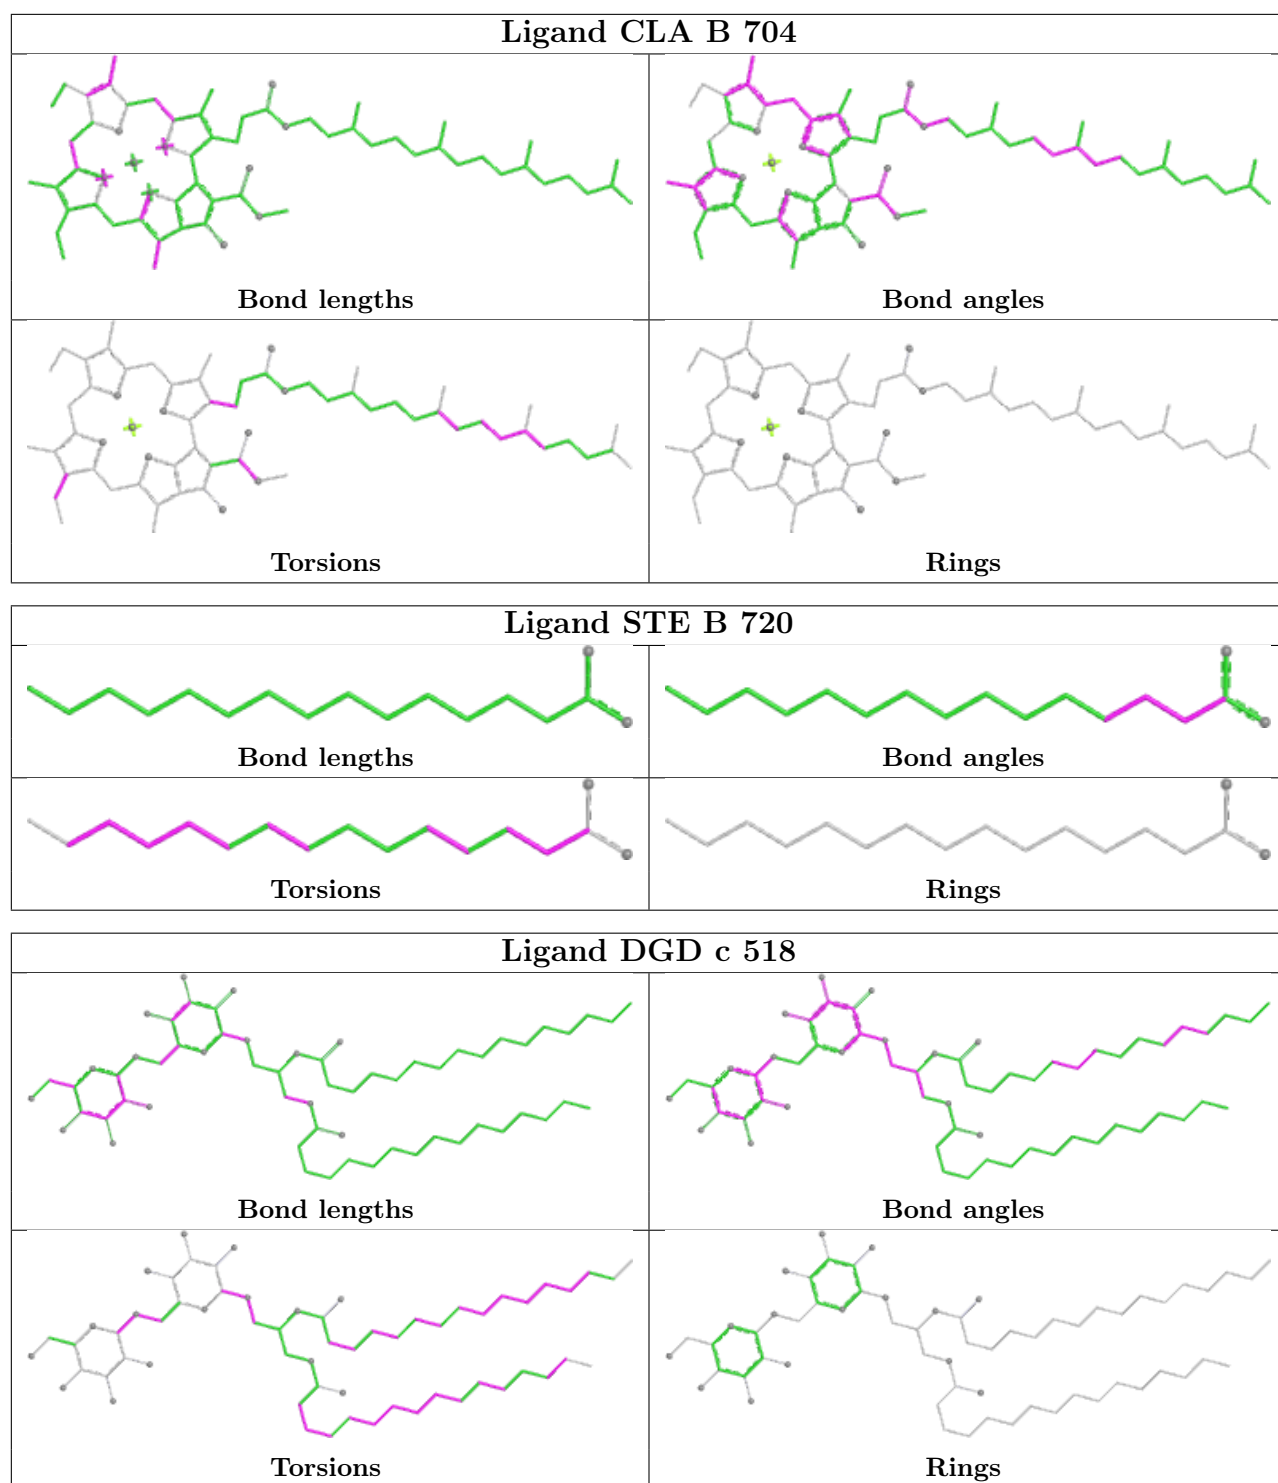 Ligand CLA B 704
Bond lengths
Bond angles
Torsions
Rings
Ligand STE B 720
Bond lengths
Bond angles
Torsions
Rings
Ligand DGD c 518
Bond lengths
Bond angles
Torsions
Rings